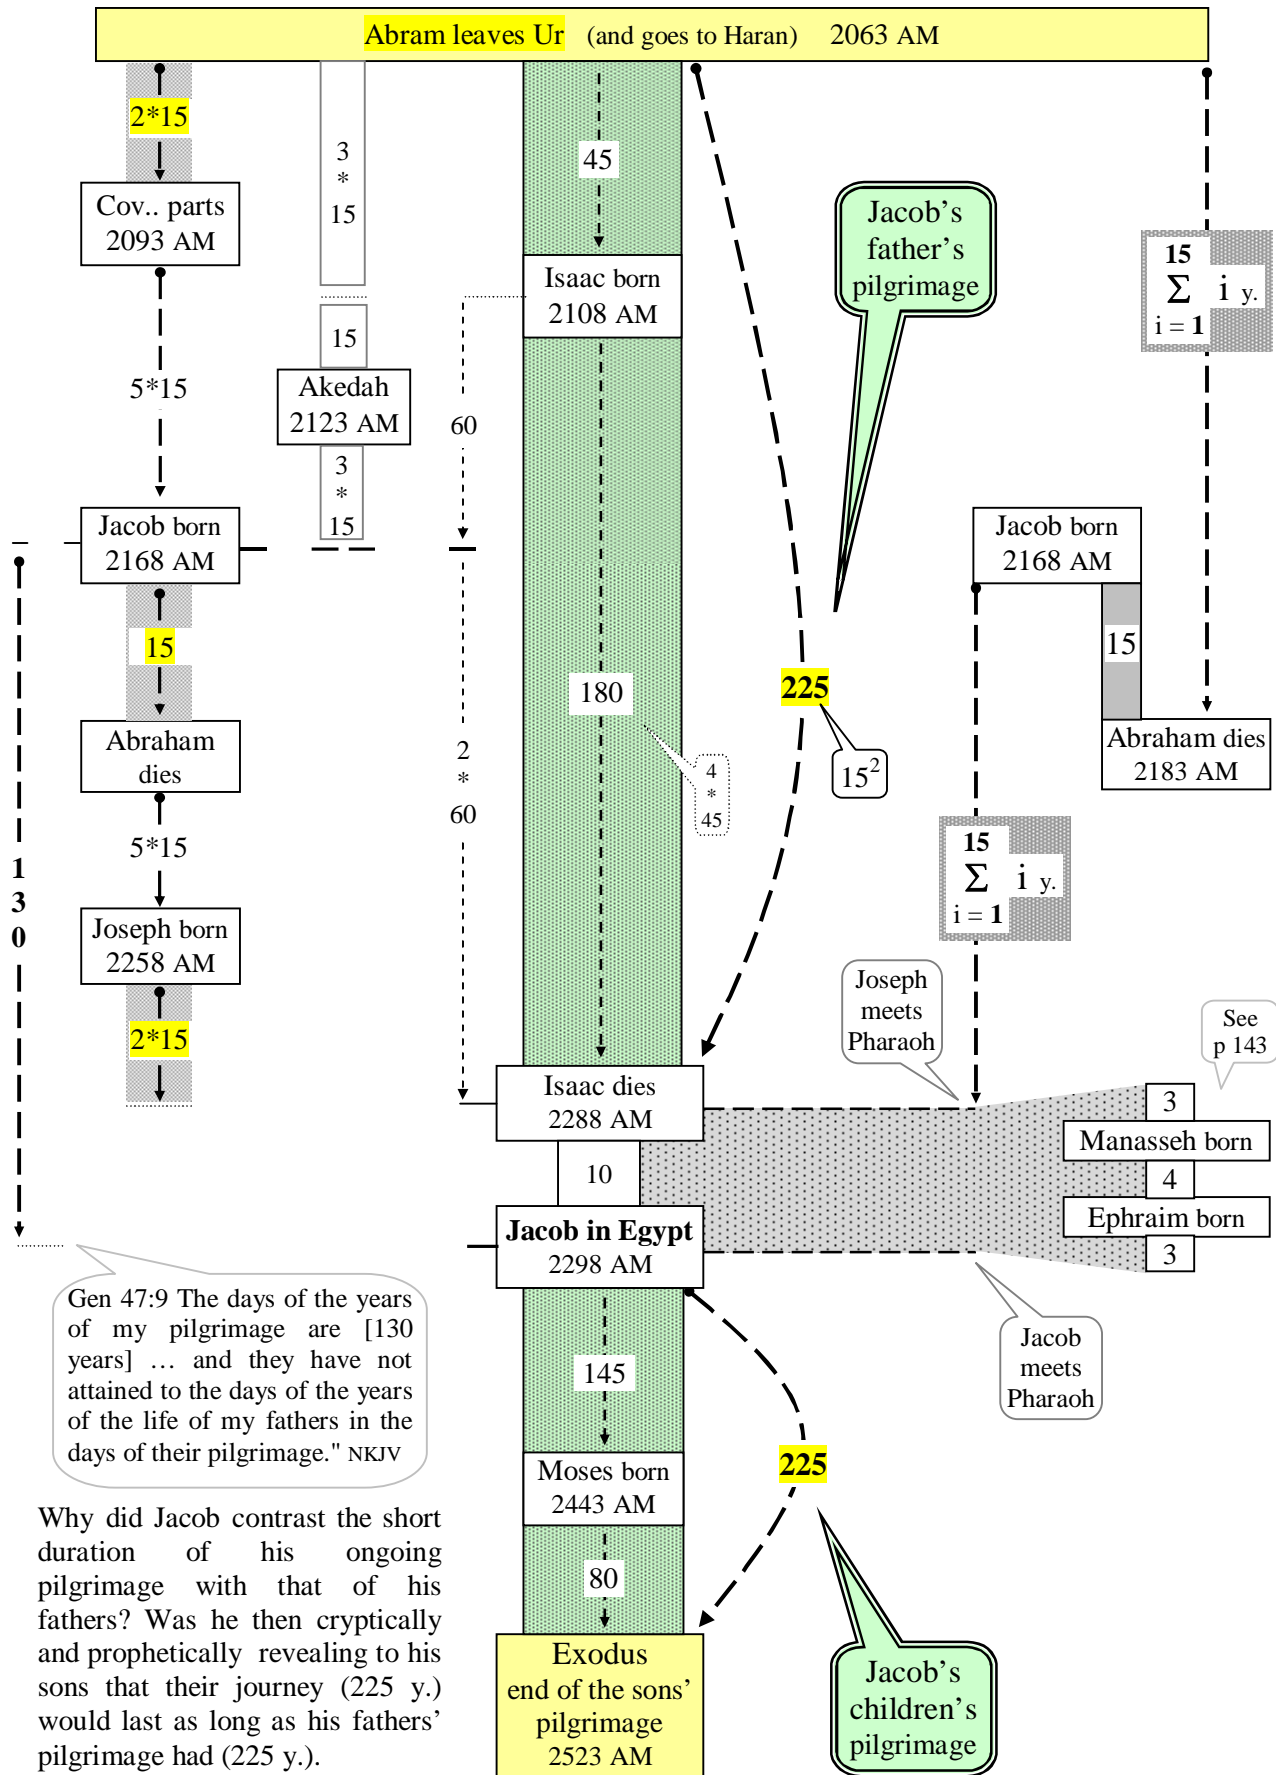 Abram leaves Ur (and goes to Haran) 2063 AM
2*15
Cov.. parts
2093 AM
5*15
Jacob born
2168 AM
15
Abraham
dies
5*15
Joseph born
2258 AM
2*15
1
3
0
3
*
15
15
Akedah
2123 AM
3
*
15
60
2
*
60
45
Isaac born
2108 AM
180
4
*
45
Isaac dies
2288 AM
10
Jacob in Egypt
2298 AM
145
Moses born
2443 AM
80
Exodus
end of the sons’
pilgrimage
2523 AM
Jacob’s
father’s
pilgrimage
225
15²
15
Σ i y.
i = 1
Jacob born
2168 AM
15
Abraham dies
2183 AM
15
Σ i y.
i = 1
Joseph
meets
Pharaoh
See
p 143
3
Manasseh born
4
Ephraim born
3
Jacob
meets
Pharaoh
225
Jacob’s
children’s
pilgrimage
Gen 47:9 The days of the years
of my pilgrimage are [130
years] … and they have not
attained to the days of the years
of the life of my fathers in the
days of their pilgrimage." NKJV
Why did Jacob contrast the short
duration of his ongoing
pilgrimage with that of his
fathers? Was he then cryptically
and prophetically revealing to his
sons that their journey (225 y.)
would last as long as his fathers’
pilgrimage had (225 y.).